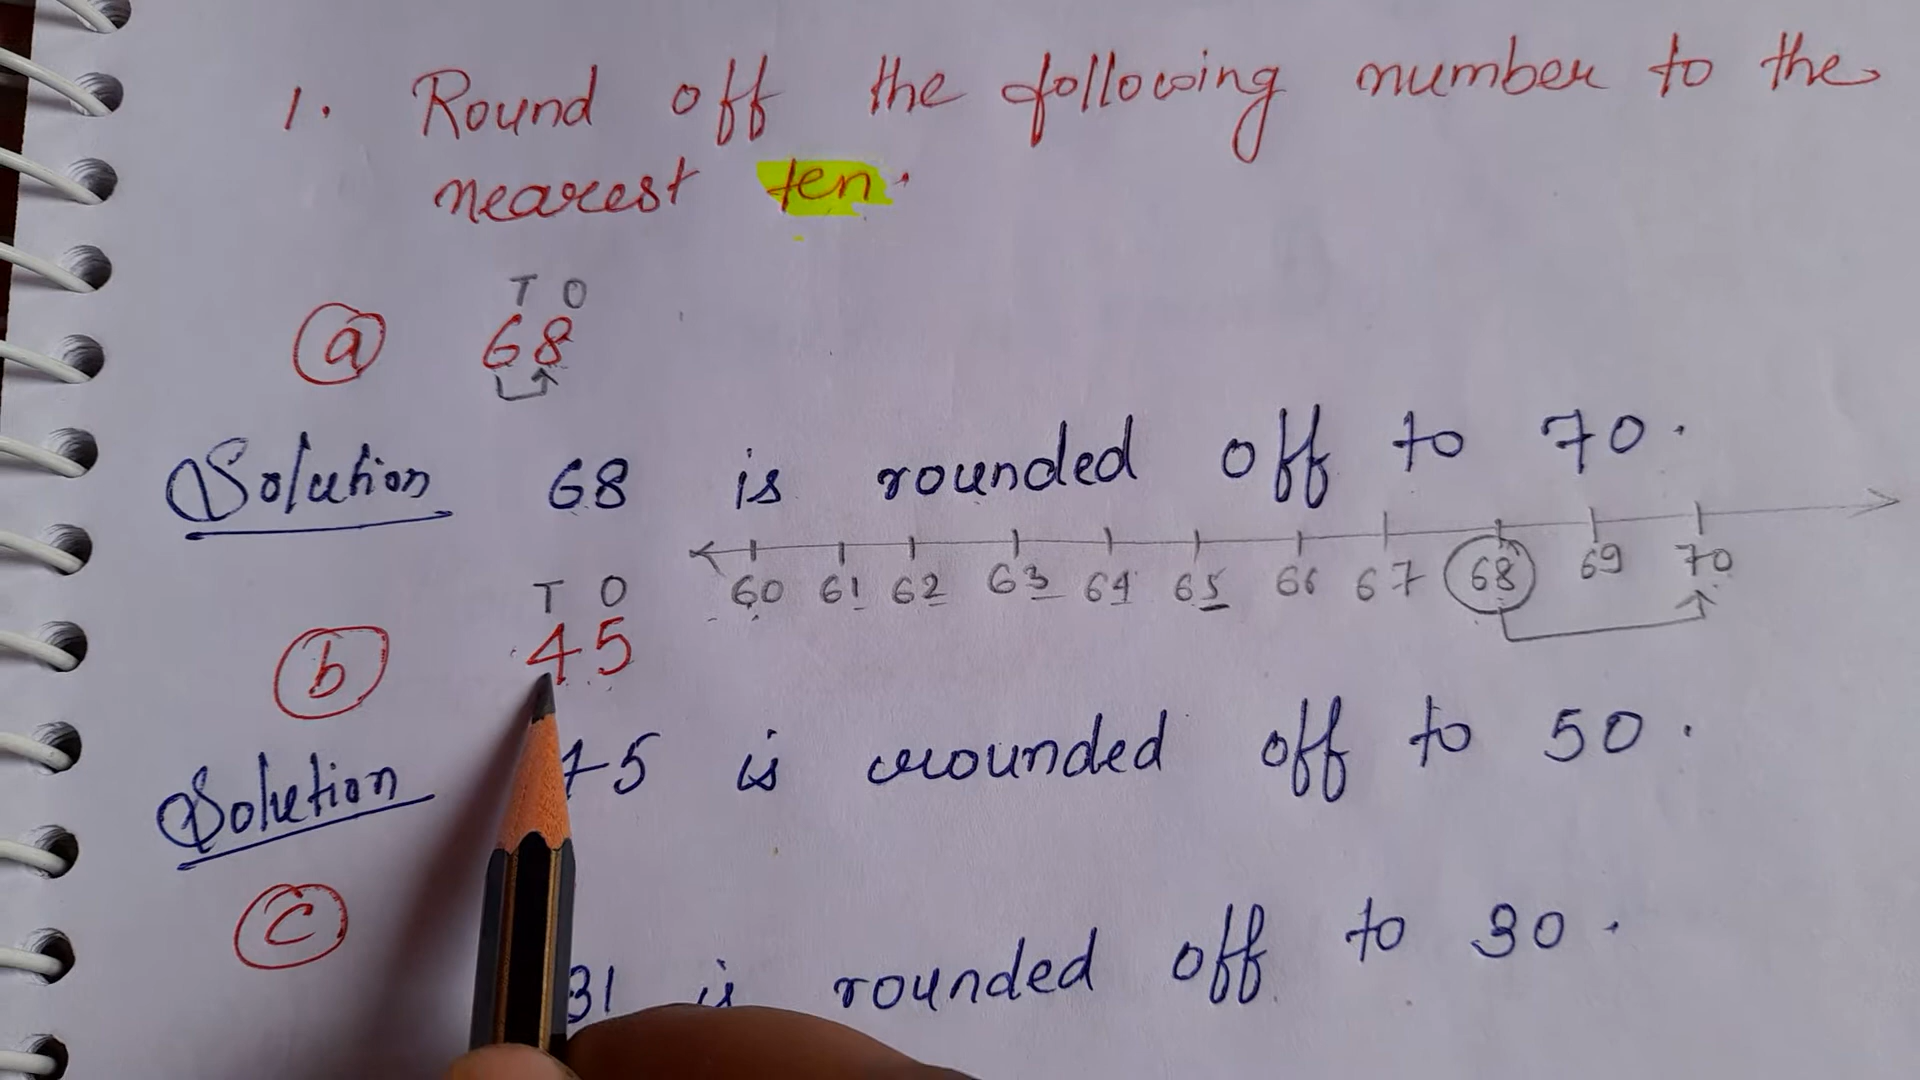 1. Round off the following number to the
nearest ten.
T O
a 68
Solution 68 is rounded off to 70.
60 61 62 63 64 65 66 67 68 69 70
T O
b 45
Solution 45 is rounded off to 50.
c
31 is rounded off to 30.